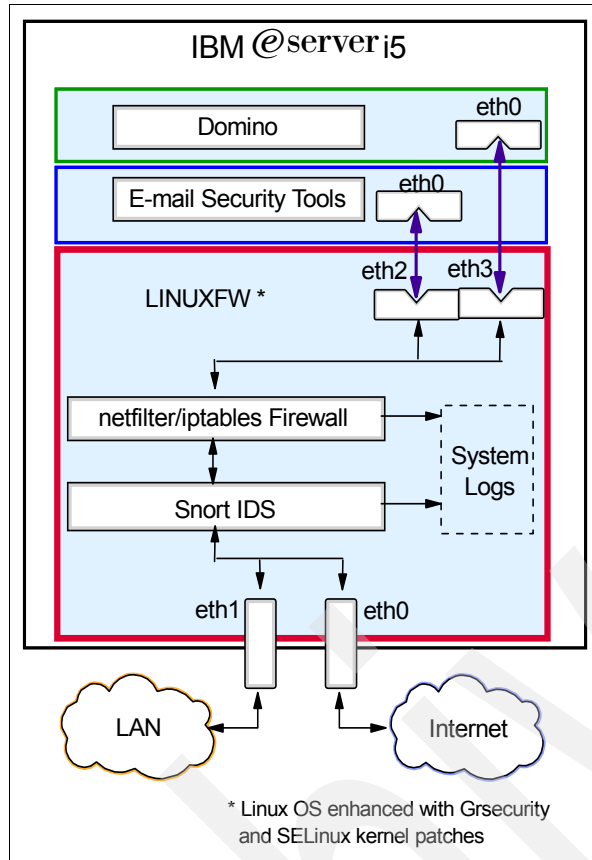 IBM eserver i5
eth0
Domino
eth0
E-mail Security Tools
eth2
eth3
LINUXFW *
netfilter/iptables Firewall
System
Logs
Snort IDS
eth1
eth0
LAN
Internet
* Linux OS enhanced with Grsecurity
and SELinux kernel patches